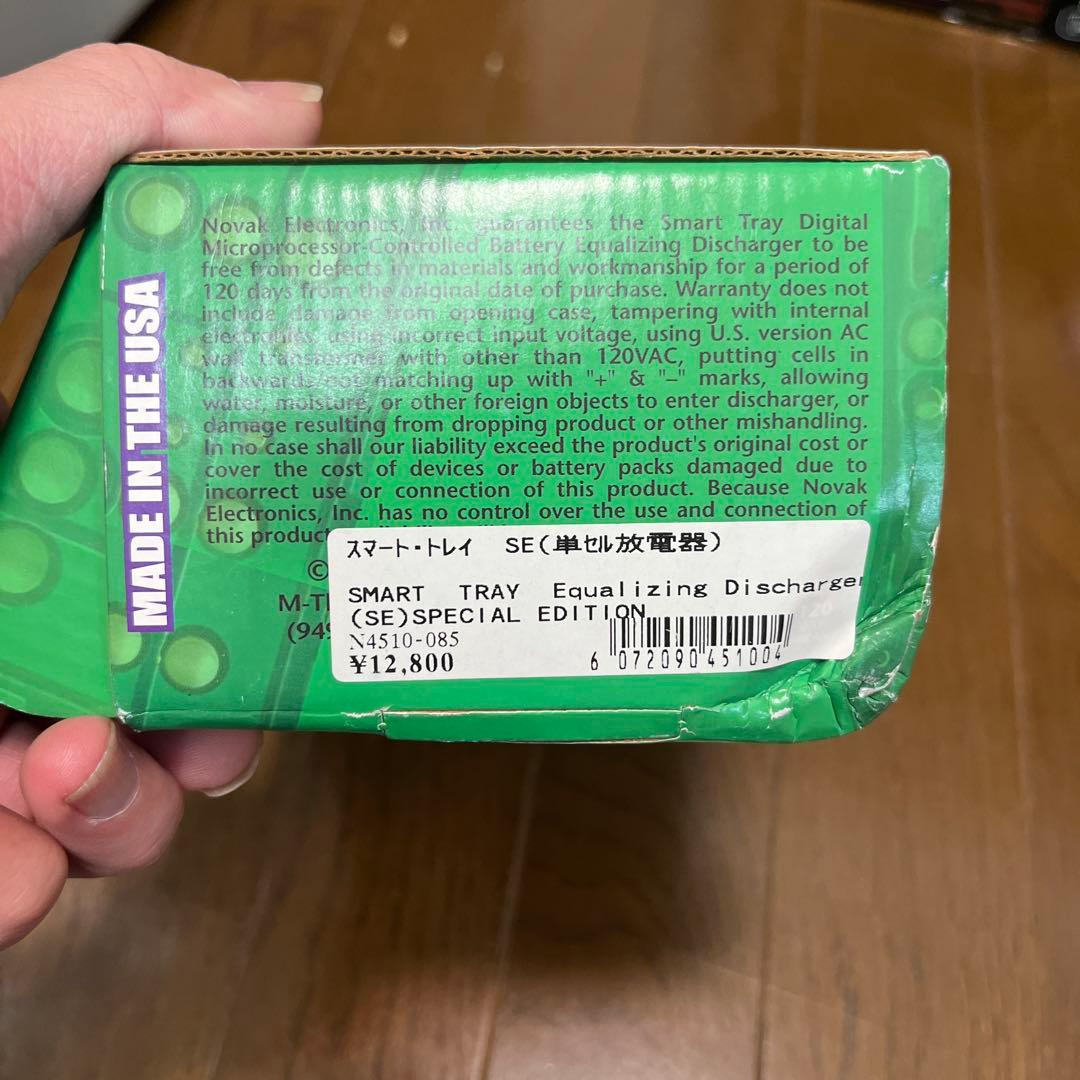 MADE IN THE USA
Novak Electronics, Inc. guarantees the Smart Tray Digital
Microprocessor-Controlled Battery Equalizing Discharger to be
free from defects in materials and workmanship for a period of
120 days from the original date of purchase. Warranty does not
include damage from opening case, tampering with internal
electronics, using incorrect input voltage, using U.S. version AC
wall transformer with other than 120VAC, putting cells in
backwards/not matching up with "+" & "–" marks, allowing
water, moisture, or other foreign objects to enter discharger, or
damage resulting from dropping product or other mishandling.
In no case shall our liability exceed the product's original cost or
cover the cost of devices or battery packs damaged due to
incorrect use or connection of this product. Because Novak
Electronics, Inc. has no control over the use and connection of
this product
©
(949
スマート・トレイ SE(単セル放電器)
SMART TRAY Equalizing Discharger
(SE)SPECIAL EDITION
N4510-085
¥12,800
6 072090 451004